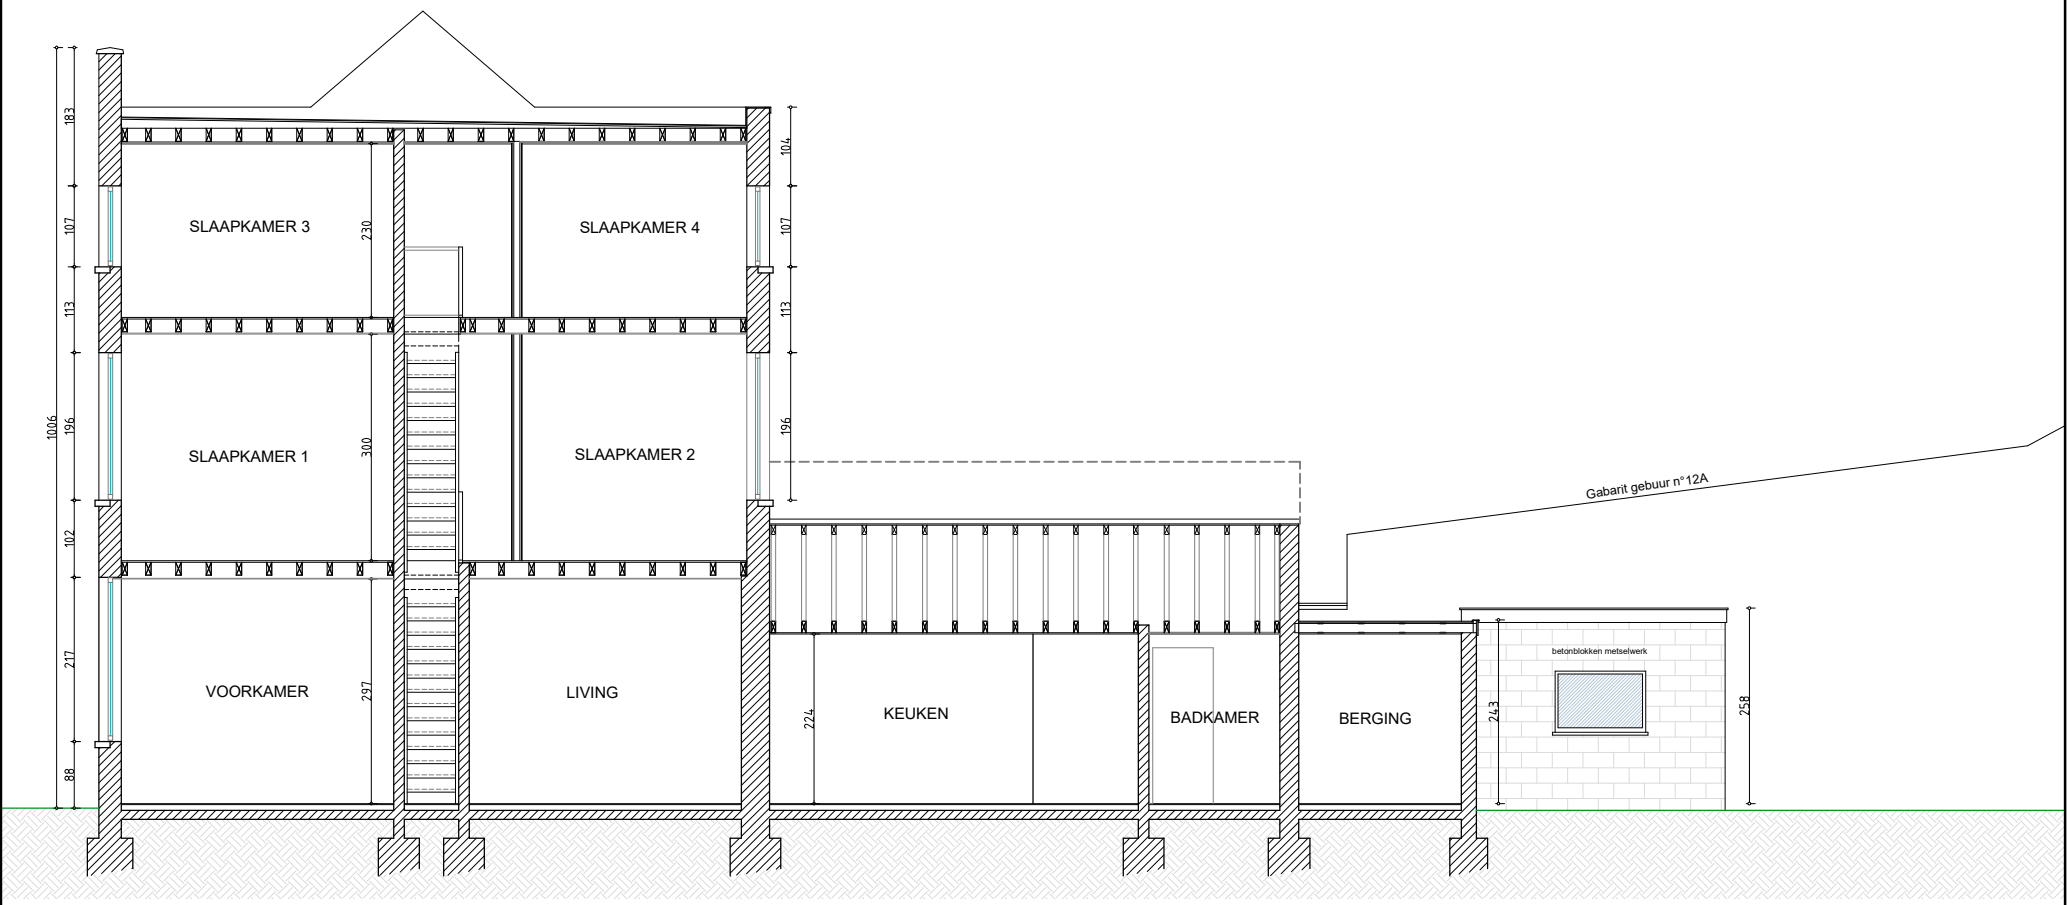 183
104
SLAAPKAMER 3
230
SLAAPKAMER 4
107
107
113
113
1006
196
SLAAPKAMER 1
300
SLAAPKAMER 2
196
Gabarit gebuur n°12A
102
217
VOORKAMER
297
LIVING
224
KEUKEN
BADKAMER
BERGING
243
betonblokken metselwerk
258
88